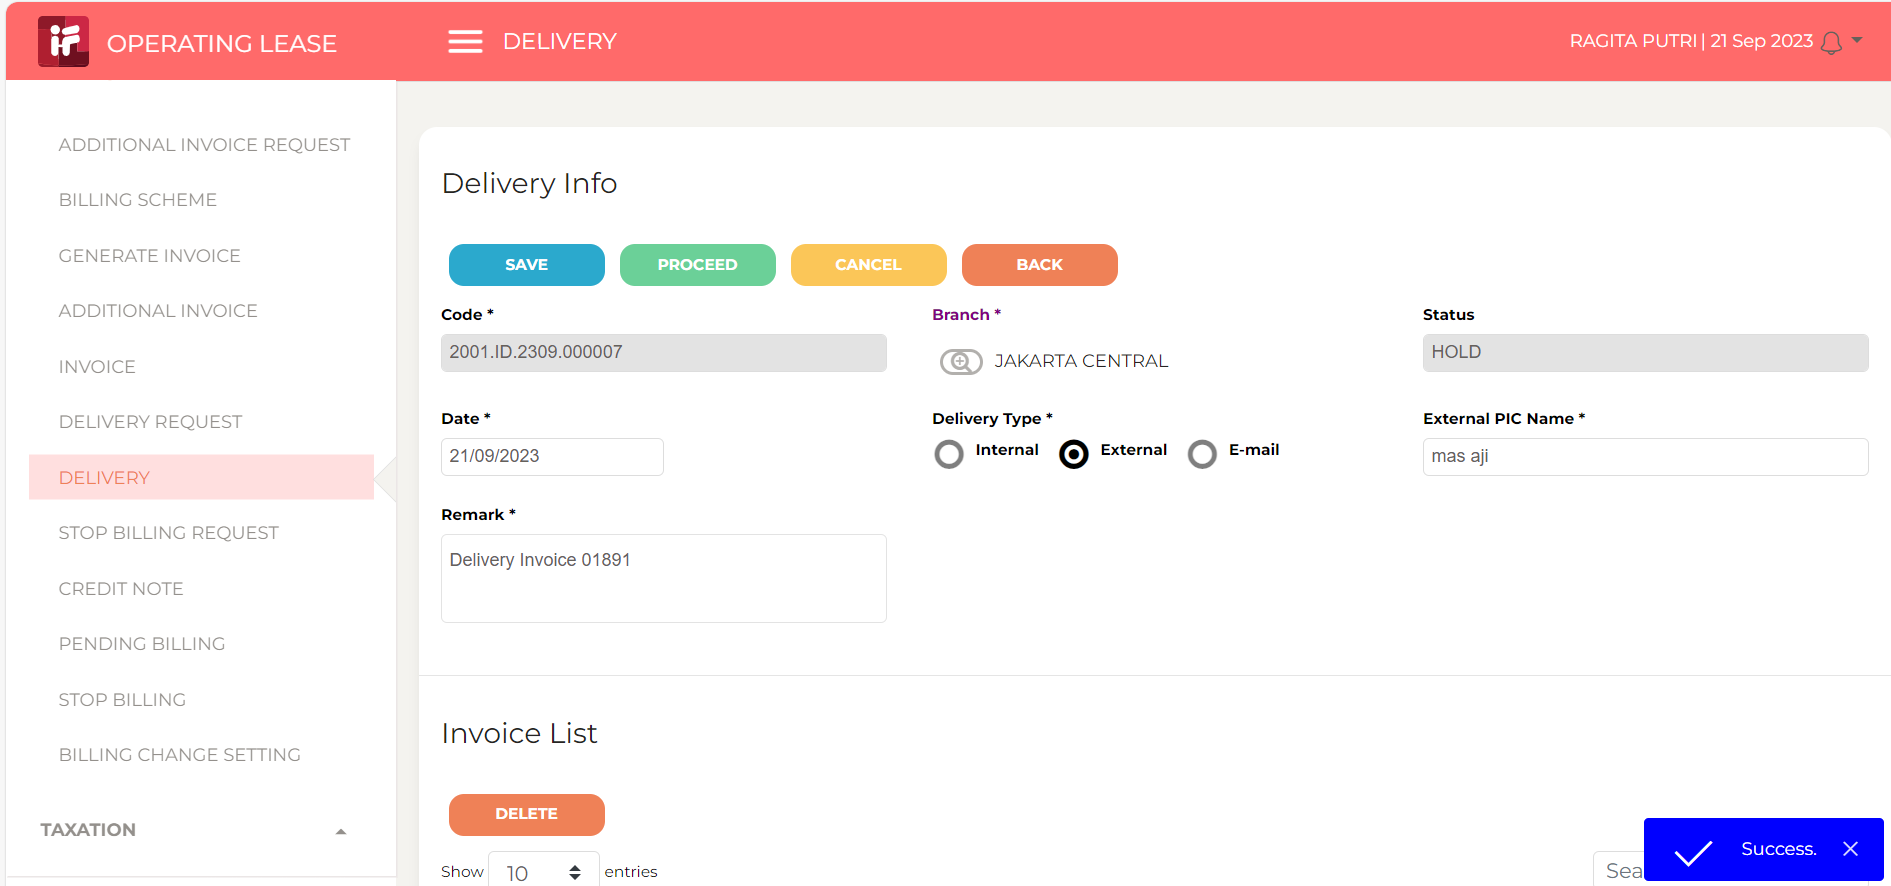 iF OPERATING LEASE
DELIVERY
RAGITA PUTRI | 21 Sep 2023
ADDITIONAL INVOICE REQUEST
BILLING SCHEME
GENERATE INVOICE
ADDITIONAL INVOICE
INVOICE
DELIVERY REQUEST
DELIVERY
STOP BILLING REQUEST
CREDIT NOTE
PENDING BILLING
STOP BILLING
BILLING CHANGE SETTING
TAXATION
Delivery Info
SAVE PROCEED CANCEL BACK
Code * Branch * Status
2001.ID.2309.000007 JAKARTA CENTRAL HOLD
Date * Delivery Type * External PIC Name *
21/09/2023 Internal External E-mail mas aji
Remark *
Delivery Invoice 01891
Invoice List
DELETE
Show 10 entries Sea
Success.